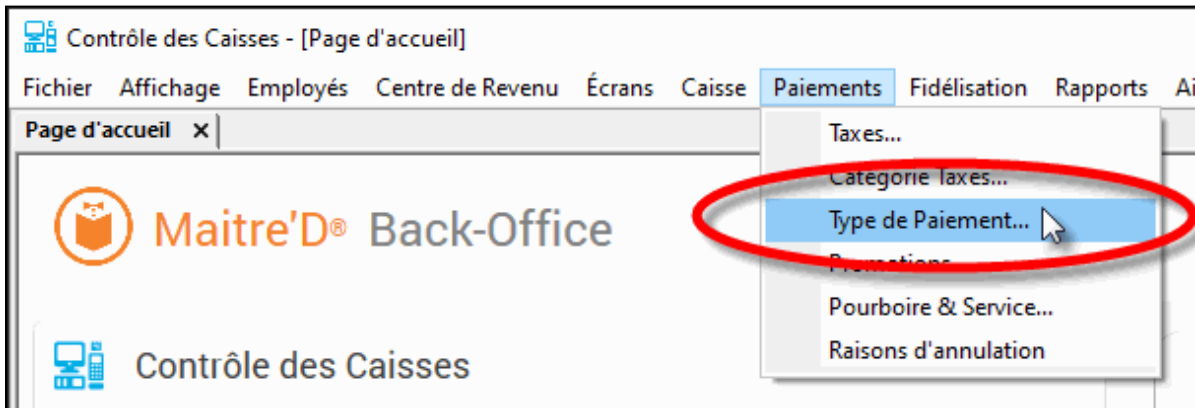 Contrôle des Caisses - [Page d'accueil]
Fichier Affichage Employés Centre de Revenu Écrans Caisse Paiements Fidélisation Rapports
Page d'accueil X
Taxes...
Catégorie Taxes...
Type de Paiement...
Promotions
Pourboire & Service...
Raisons d'annulation
Maitre'D® Back-Office
Contrôle des Caisses